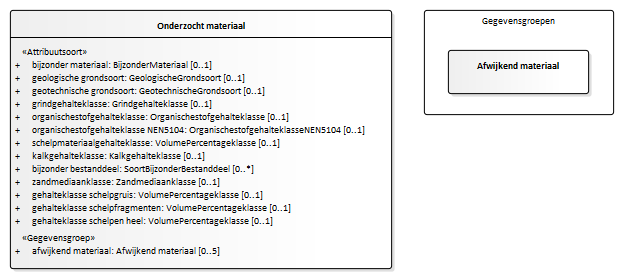 Onderzocht materiaal
«Attribuutsoort»
+ bijzonder materiaal: BijzonderMateriaal [0..1]
+ geologische grondsoort: GeologischeGrondsoort [0..1]
+ geotechnische grondsoort: GeotechnischeGrondsoort [0..1]
+ grindgehalteklasse: Grindgehalteklasse [0..1]
+ organischestofgehalteklasse: Organischestofgehalteklasse [0..1]
+ organischestofgehalteklasse NEN5104: OrganischestofgehalteklasseNEN5104 [0..1]
+ schelpmateriaalgehalteklasse: VolumePercentageklasse [0..1]
+ kalkgehalteklasse: Kalkgehalteklasse [0..1]
+ bijzonder bestanddeel: SoortBijzonderBestanddeel [0..*]
+ zandmediaanklasse: Zandmediaanklasse [0..1]
+ gehalteklasse schelpgruis: VolumePercentageklasse [0..1]
+ gehalteklasse schelpfragmenten: VolumePercentageklasse [0..1]
+ gehalteklasse schelpen heel: VolumePercentageklasse [0..1]
«Gegevensgroep»
+ afwijkend materiaal: Afwijkend materiaal [0..5]
Gegevensgroepen
Afwijkend materiaal